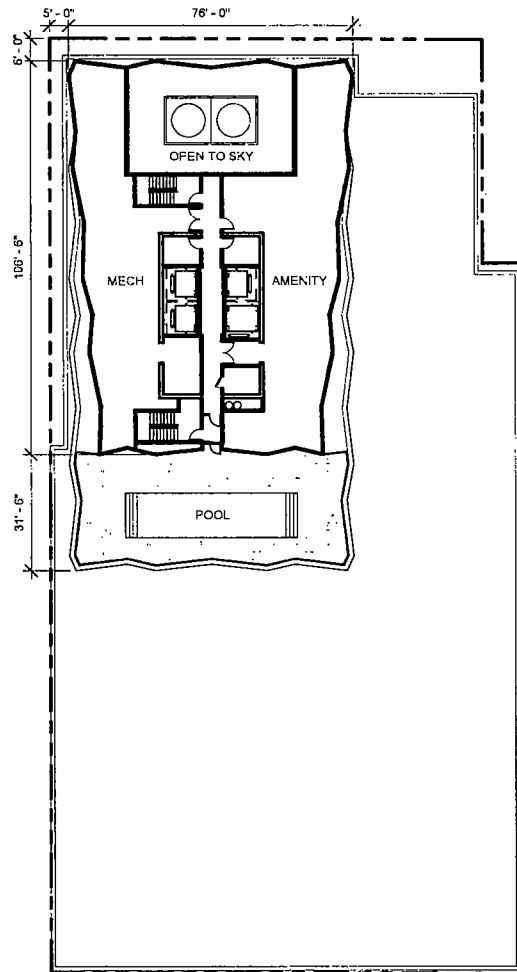 5' - 0"
76' - 0"
6' - 0"
OPEN TO SKY
106' - 6"
MECH
AMENITY
31' - 6"
POOL